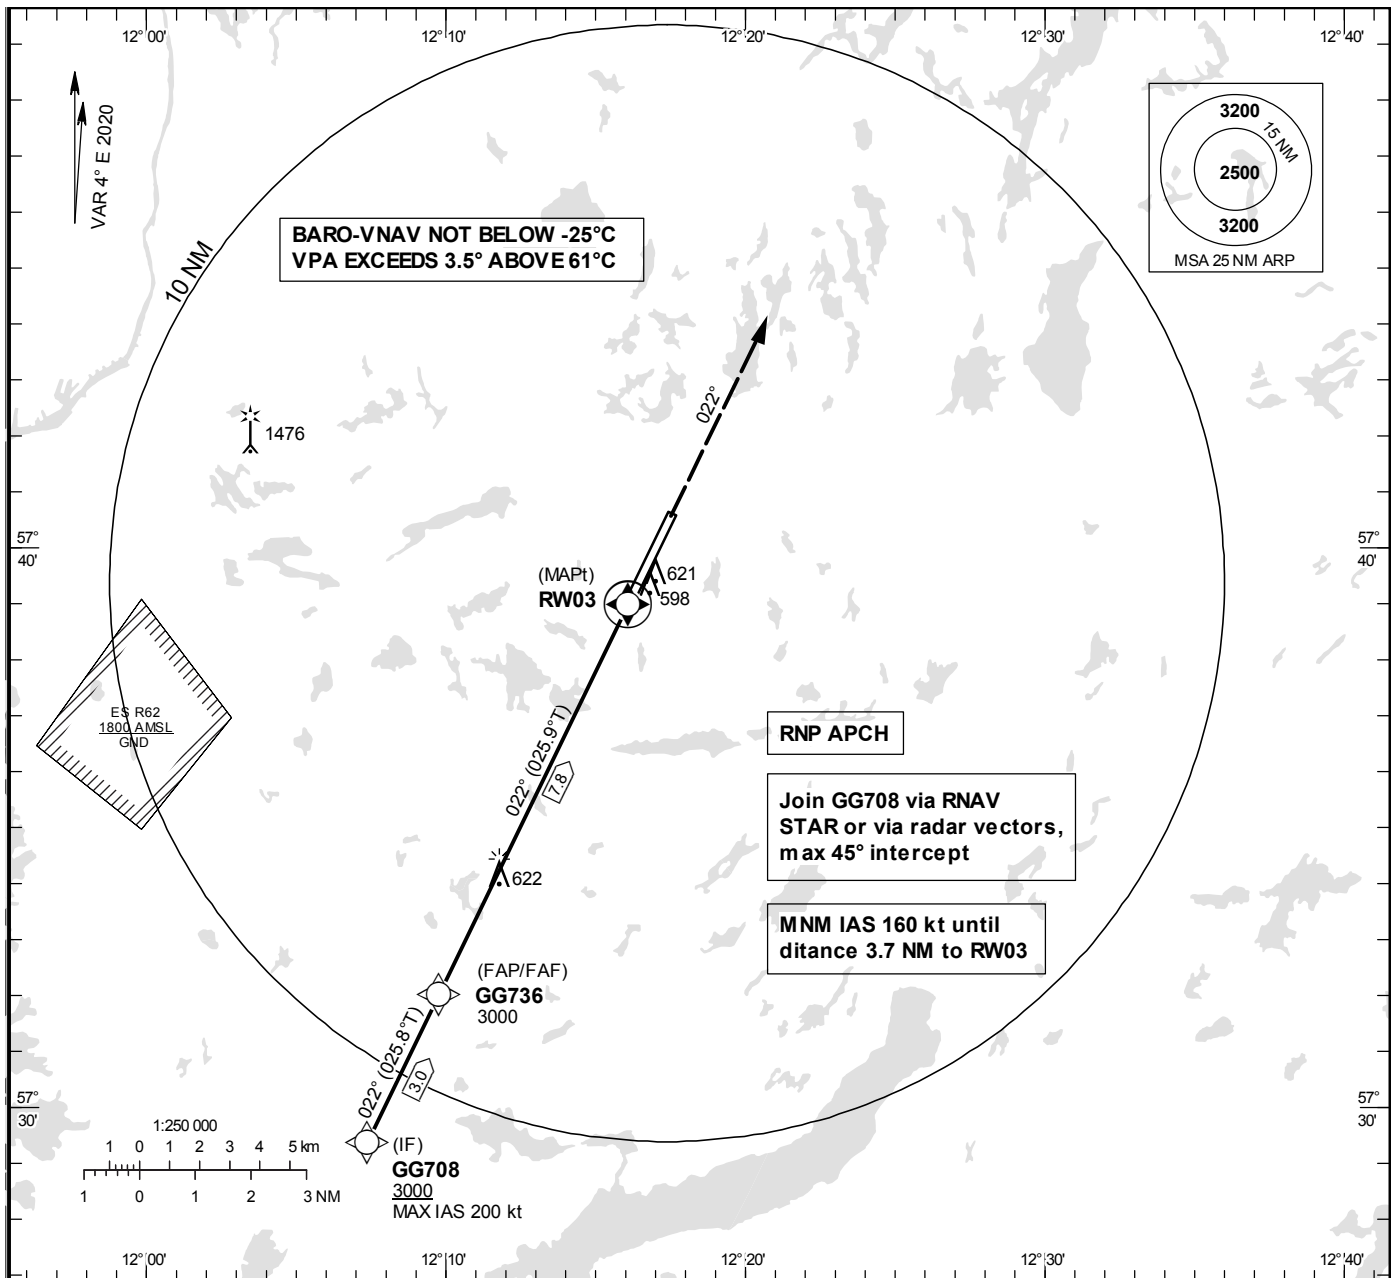 12°00'
12°10'
12°20'
12°30'
12°40'
VAR 4° E 2020
3200
15 NM
2500
3200
MSA 25 NM ARP
BARO-VNAV NOT BELOW -25°C
VPA EXCEEDS 3.5° ABOVE 61°C
10 NM
022°
1476
57°
40'
57°
40'
(MAPt)
RW03
621
598
ES R62
1800 AMSL
GND
022° (025.9°T)
7.8
RNP APCH
Join GG708 via RNAV
STAR or via radar vectors,
max 45° intercept
622
MNM IAS 160 kt until
ditance 3.7 NM to RW03
(FAP/FAF)
GG736
3000
022° (025.8°T)
3.0
57°
30'
57°
30'
1:250 000
1 0 1 2 3 4 5 km
1 0 1 2 3 NM
(IF)
GG708
3000
MAX IAS 200 kt
12°00'
12°10'
12°20'
12°30'
12°40'